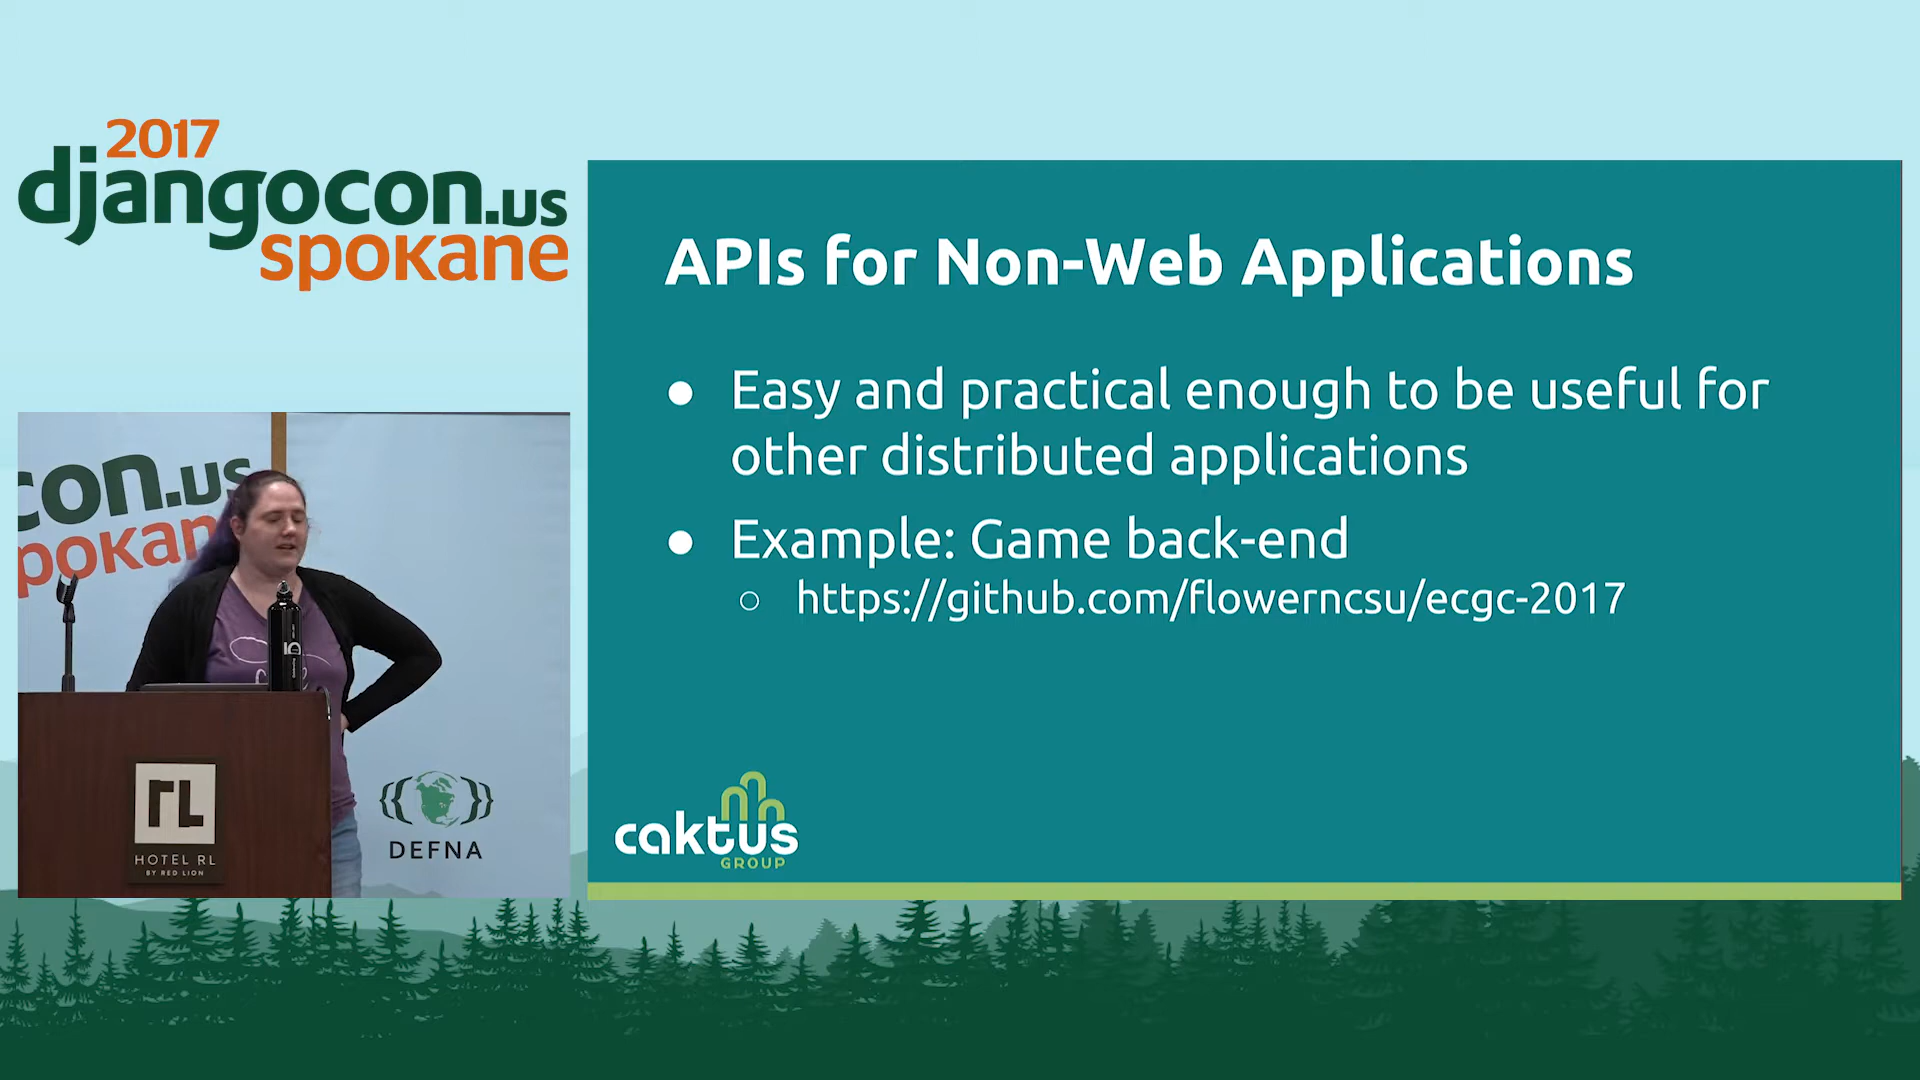 2017
djangocon.us
spokane
APIs for Non-Web Applications
● Easy and practical enough to be useful for
other distributed applications
● Example: Game back-end
○ https://github.com/flowerncsu/ecgc-2017
caktus
GROUP
con.us
pokan
rL
HOTEL RL
BY RED LION
DEFNA